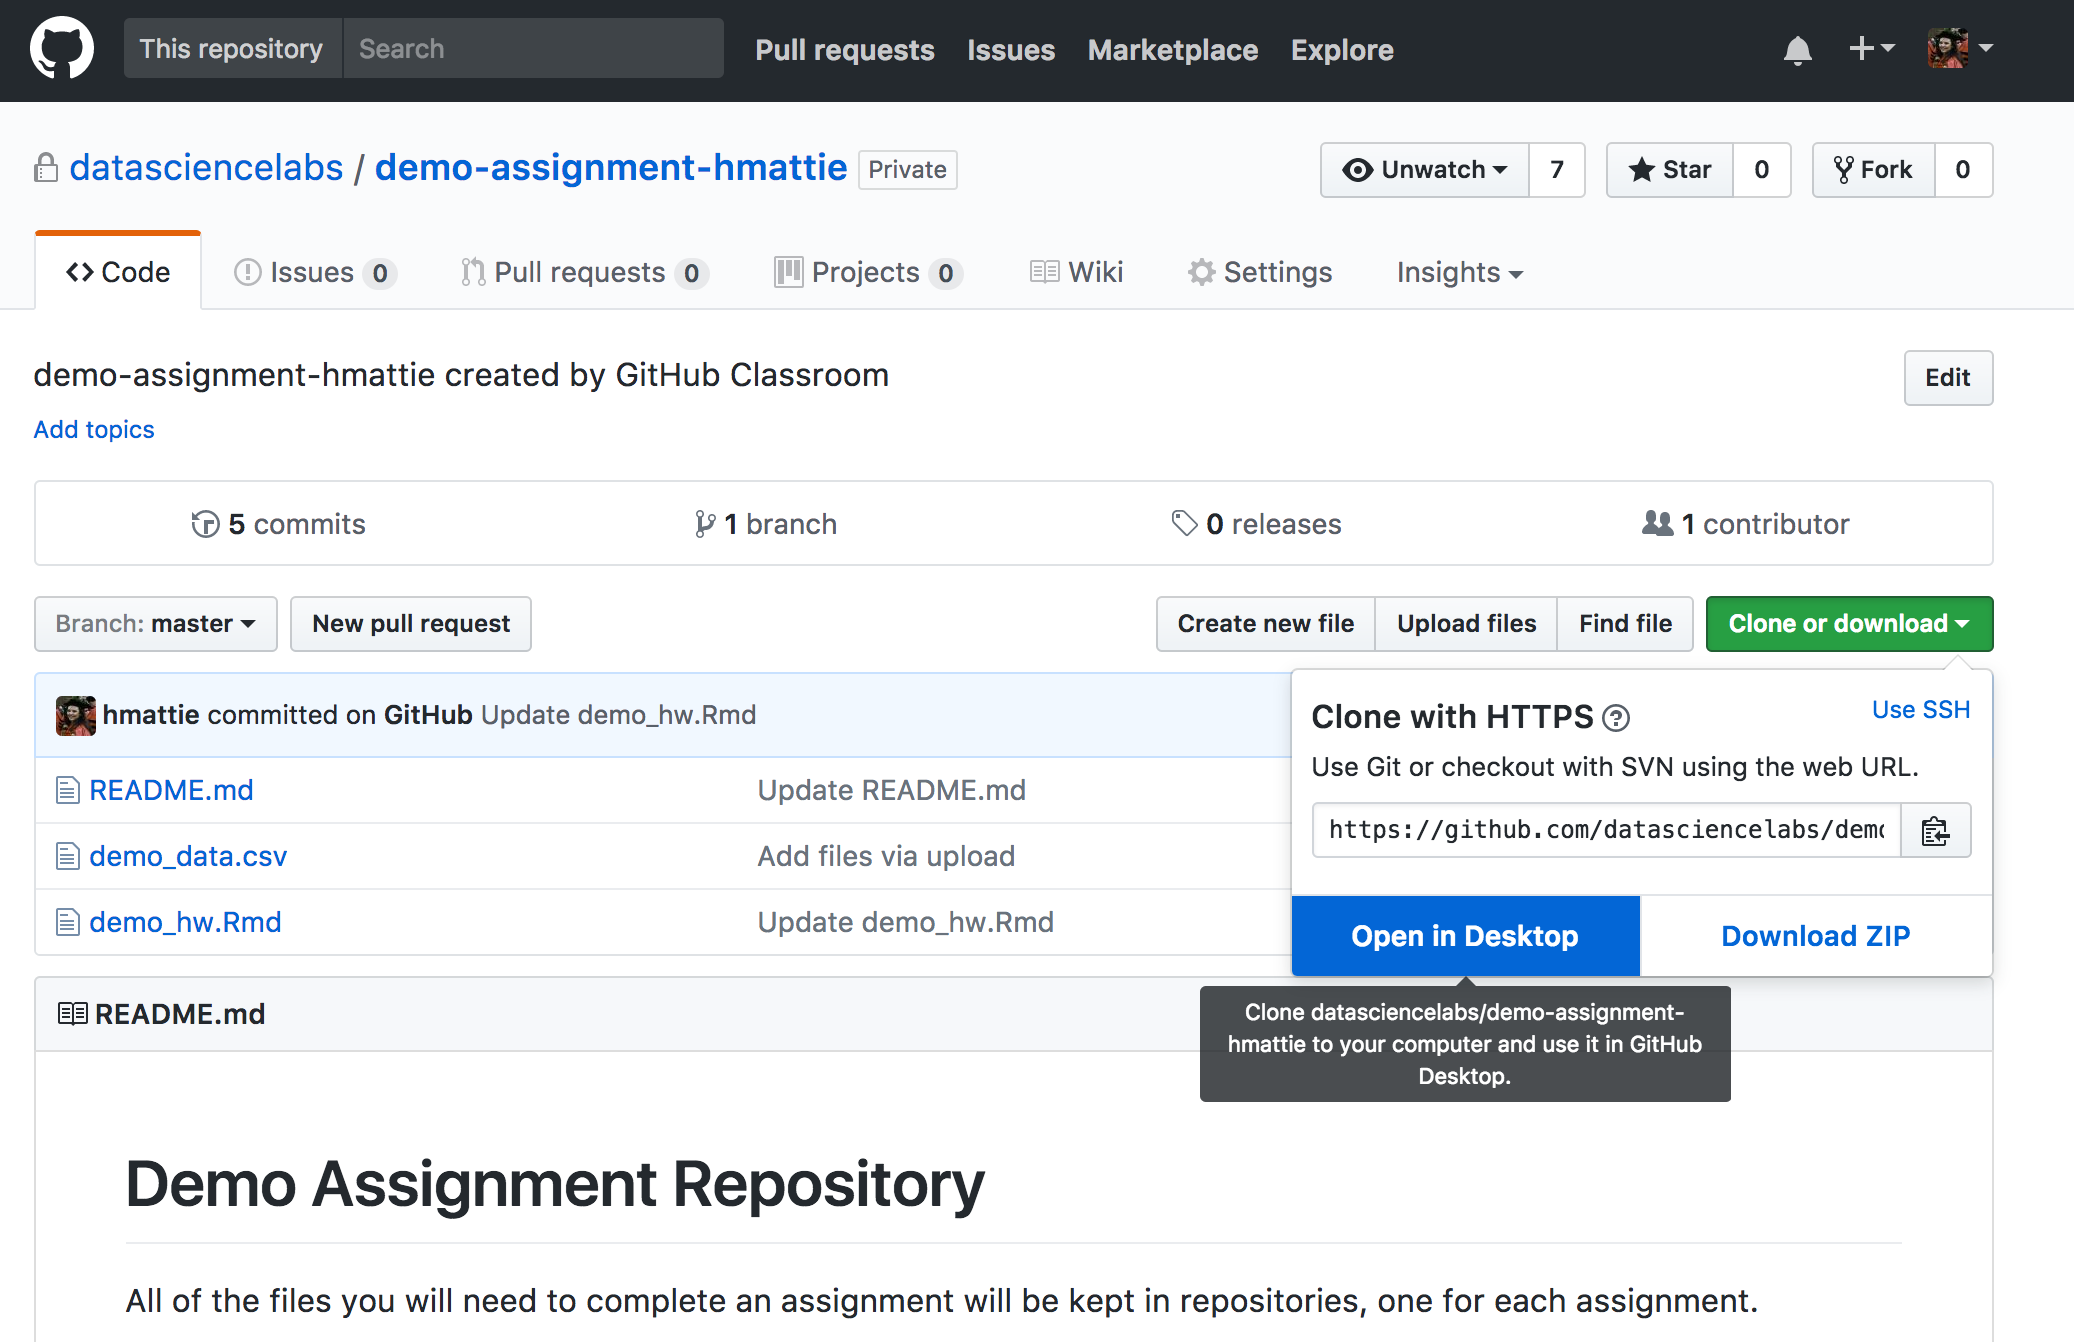 This repository Search Pull requests Issues Marketplace Explore
datasciencelabs / demo-assignment-hmattie Private Unwatch 7 Star 0 Fork 0
Code Issues 0 Pull requests 0 Projects 0 Wiki Settings Insights
demo-assignment-hmattie created by GitHub Classroom Edit
Add topics
5 commits 1 branch 0 releases 1 contributor
Branch: master New pull request Create new file Upload files Find file Clone or download
hmattie committed on GitHub Update demo_hw.Rmd
README.md Update README.md
demo_data.csv Add files via upload
demo_hw.Rmd Update demo_hw.Rmd
Clone with HTTPS Use SSH
Use Git or checkout with SVN using the web URL.
https://github.com/datasciencelabs/demo
Open in Desktop Download ZIP
Clone datasciencelabs/demo-assignment-
hmattie to your computer and use it in GitHub
Desktop.
README.md
Demo Assignment Repository
All of the files you will need to complete an assignment will be kept in repositories, one for each assignment.